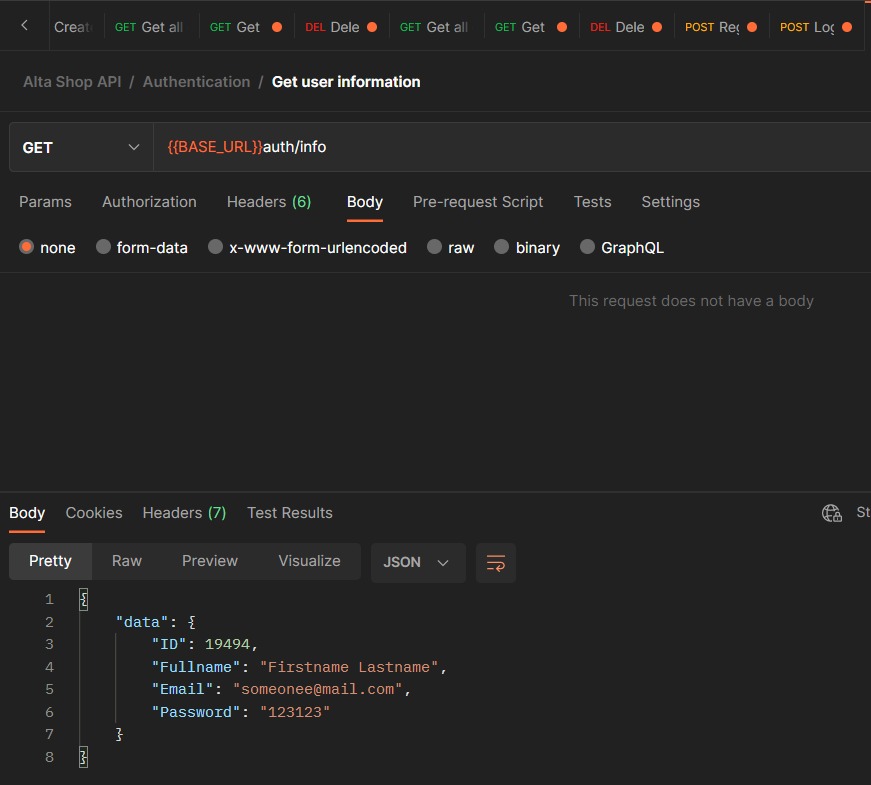 Creat GET Get all GET Get DEL Dele GET Get all GET Get DEL Dele POST Reg POST Log
Alta Shop API / Authentication / Get user information
GET {{BASE_URL}}auth/info
Params Authorization Headers (6) Body Pre-request Script Tests Settings
none form-data x-www-form-urlencoded raw binary GraphQL
This request does not have a body
Body Cookies Headers (7) Test Results St
Pretty Raw Preview Visualize JSON
1 {
2 "data": {
3 "ID": 19494,
4 "Fullname": "Firstname Lastname",
5 "Email": "someonee@mail.com",
6 "Password": "123123"
7 }
8 }